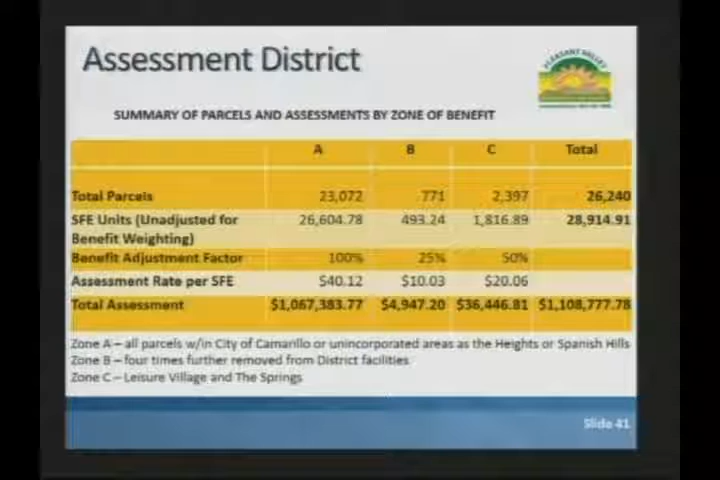 Assessment District
PLEASANT VALLEY
SUMMARY OF PARCELS AND ASSESSMENTS BY ZONE OF BENEFIT
A B C Total
Total Parcels 23,072 771 2,397 26,240
SFE Units (Unadjusted for 26,604.78 493.24 1,816.89 28,914.91
Benefit Weighting)
Benefit Adjustment Factor 100% 25% 50%
Assessment Rate per SFE $40.12 $10.03 $20.06
Total Assessment $1,067,383.77 $4,947.20 $36,446.81 $1,108,777.78
Zone A – all parcels w/in City of Camarillo or unincorporated areas as the Heights or Spanish Hills
Zone B – four times further removed from District facilities
Zone C – Leisure Village and The Springs
Slide 41